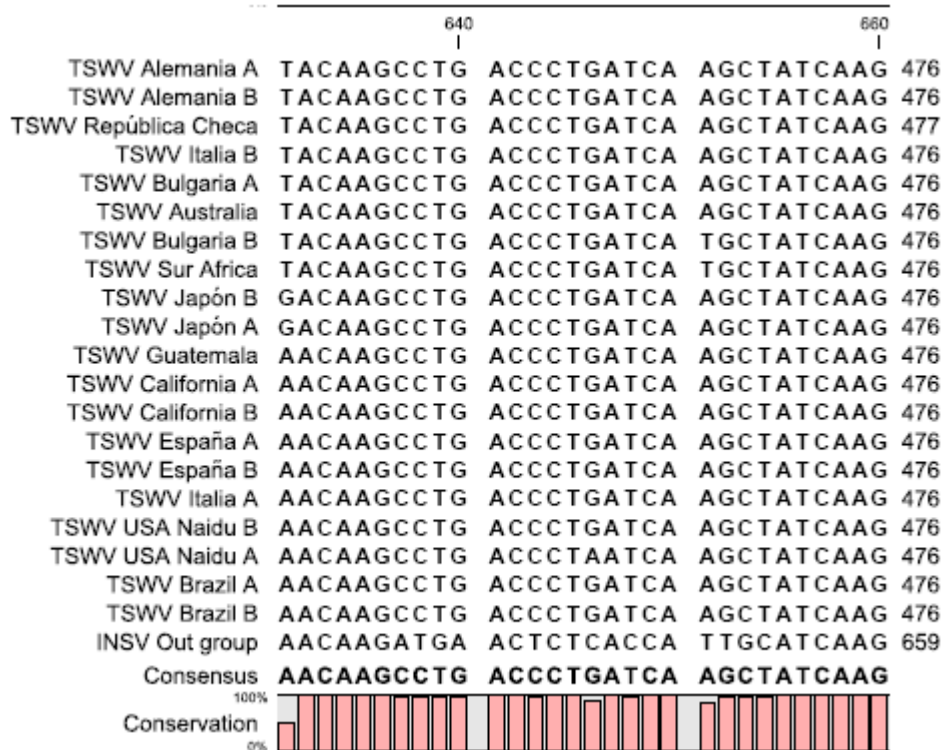 640 660
TSWV Alemania A TACAAGCCTG ACCCTGATCA AGCTATCAAG 476
TSWV Alemania B TACAAGCCTG ACCCTGATCA AGCTATCAAG 476
TSWV República Checa TACAAGCCTG ACCCTGATCA AGCTATCAAG 477
TSWV Italia B TACAAGCCTG ACCCTGATCA AGCTATCAAG 476
TSWV Bulgaria A TACAAGCCTG ACCCTGATCA AGCTATCAAG 476
TSWV Australia TACAAGCCTG ACCCTGATCA AGCTATCAAG 476
TSWV Bulgaria B TACAAGCCTG ACCCTGATCA TGCTATCAAG 476
TSWV Sur Africa TACAAGCCTG ACCCTGATCA TGCTATCAAG 476
TSWV Japón B GACAAGCCTG ACCCTGATCA AGCTATCAAG 476
TSWV Japón A GACAAGCCTG ACCCTGATCA AGCTATCAAG 476
TSWV Guatemala AACAAGCCTG ACCCTGATCA AGCTATCAAG 476
TSWV California A AACAAGCCTG ACCCTGATCA AGCTATCAAG 476
TSWV California B AACAAGCCTG ACCCTGATCA AGCTATCAAG 476
TSWV España A AACAAGCCTG ACCCTGATCA AGCTATCAAG 476
TSWV España B AACAAGCCTG ACCCTGATCA AGCTATCAAG 476
TSWV Italia A AACAAGCCTG ACCCTGATCA AGCTATCAAG 476
TSWV USA Naidu B AACAAGCCTG ACCCTGATCA AGCTATCAAG 476
TSWV USA Naidu A AACAAGCCTG ACCCTAATCA AGCTATCAAG 476
TSWV Brazil A AACAAGCCTG ACCCTGATCA AGCTATCAAG 476
TSWV Brazil B AACAAGCCTG ACCCTGATCA AGCTATCAAG 476
INSV Out group AACAAGATGA ACTCTCACCA TTGCATCAAG 659
Consensus AACAAGCCTG ACCCTGATCA AGCTATCAAG
100%
Conservation
0%